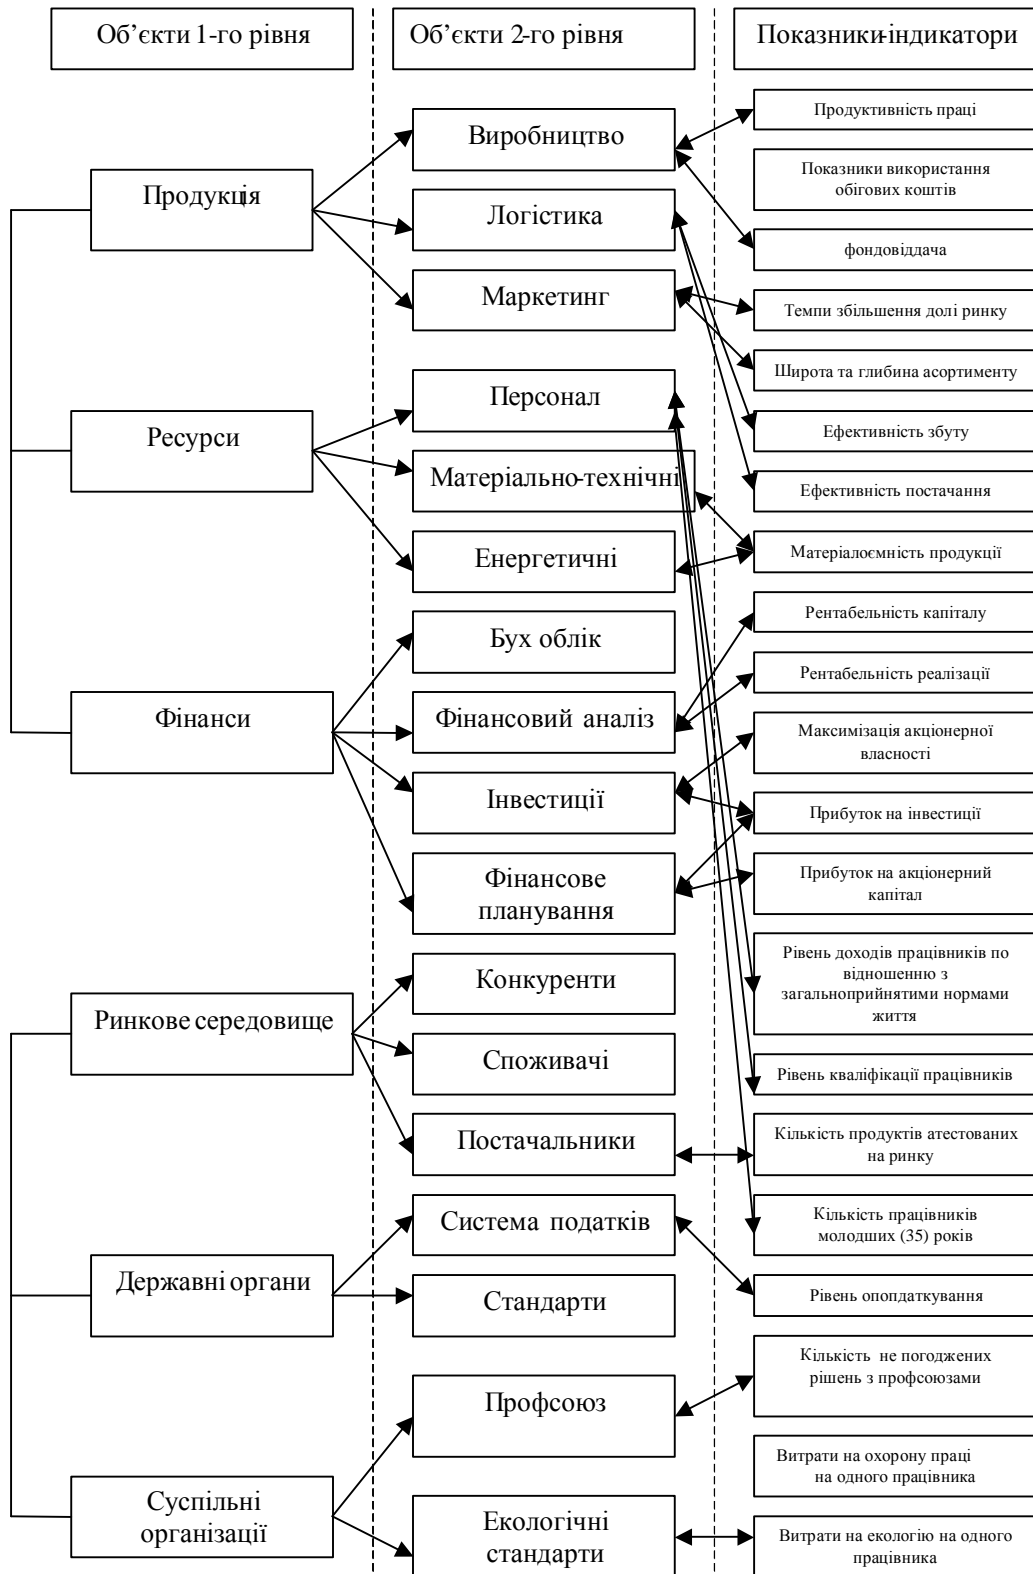 Об’єкти 1-го рівня
Об’єкти 2-го рівня
Показники-індикатори
Продукція
Ресурси
Фінанси
Ринкове середовище
Державні органи
Суспільні
організації
Виробництво
Логістика
Маркетинг
Персонал
Матеріально-технічні
Енергетичні
Бух облік
Фінансовий аналіз
Інвестиції
Фінансове
планування
Конкуренти
Споживачі
Постачальники
Система податків
Стандарти
Профсоюз
Екологічні
стандарти
Продуктивність праці
Показники використання
обігових коштів
фондовіддача
Темпи збільшення долі ринку
Широта та глибина асортименту
Ефективність збуту
Ефективність постачання
Матеріалоємність продукції
Рентабельність капіталу
Рентабельність реалізації
Максимізація акціонерної
власності
Прибуток на інвестиції
Прибуток на акціонерний
капітал
Рівень доходів працівників по
відношенню з
загальноприйнятими нормами
життя
Рівень кваліфікації працівників
Кількість продуктів атестованих
на ринку
Кількість працівників
молодших (35) років
Рівень опопдаткування
Кількість не погоджених
рішень з профсоюзами
Витрати на охорону праці
на одного працівника
Витрати на екологію на одного
працівника